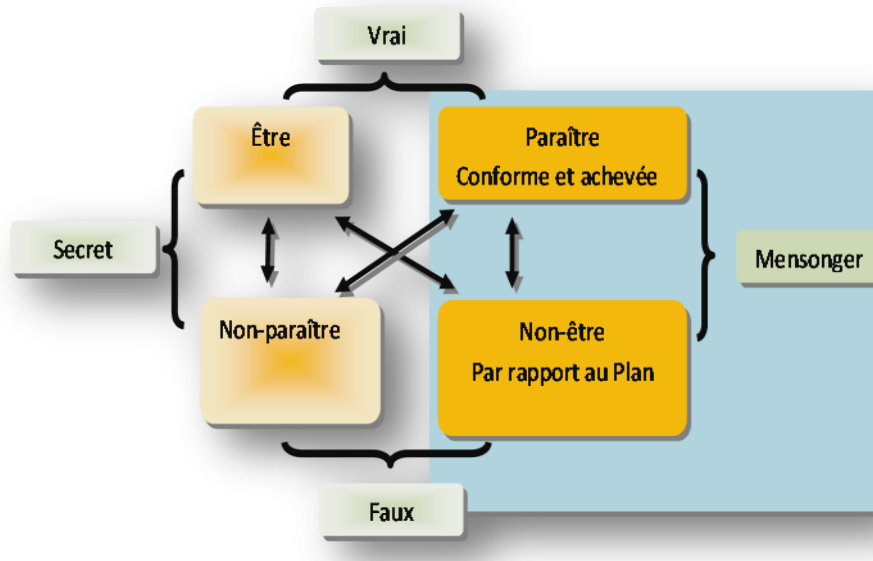 Vrai
Être
Paraître
Conforme et achevée
Secret
Mensonger
Non-paraître
Non-être
Par rapport au Plan
Faux